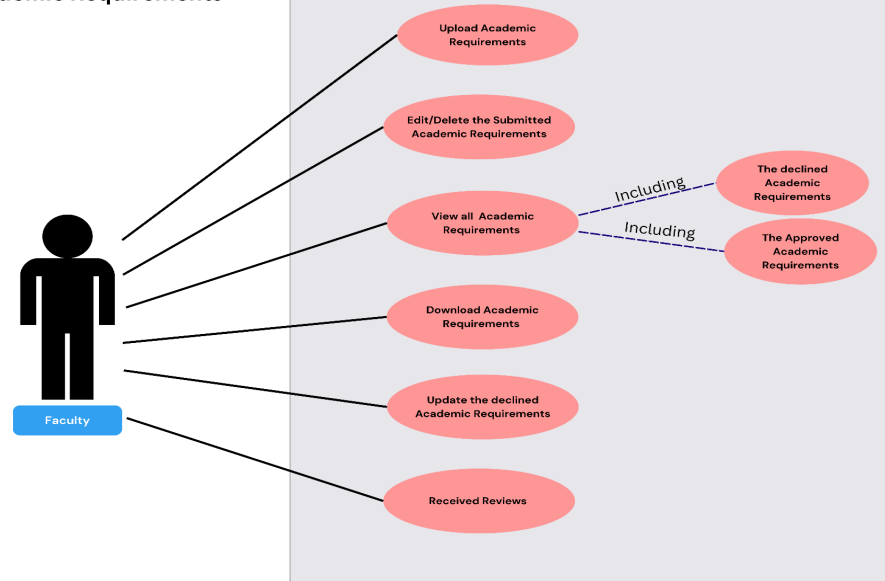 Requirements
Upload Academic
Requirements
Edit/Delete the Submitted
Academic Requirements
View all Academic
Requirements
Including
The declined
Academic
Requirements
Including
The Approved
Academic
Requirements
Download Academic
Requirements
Update the declined
Academic Requirements
Faculty
Received Reviews